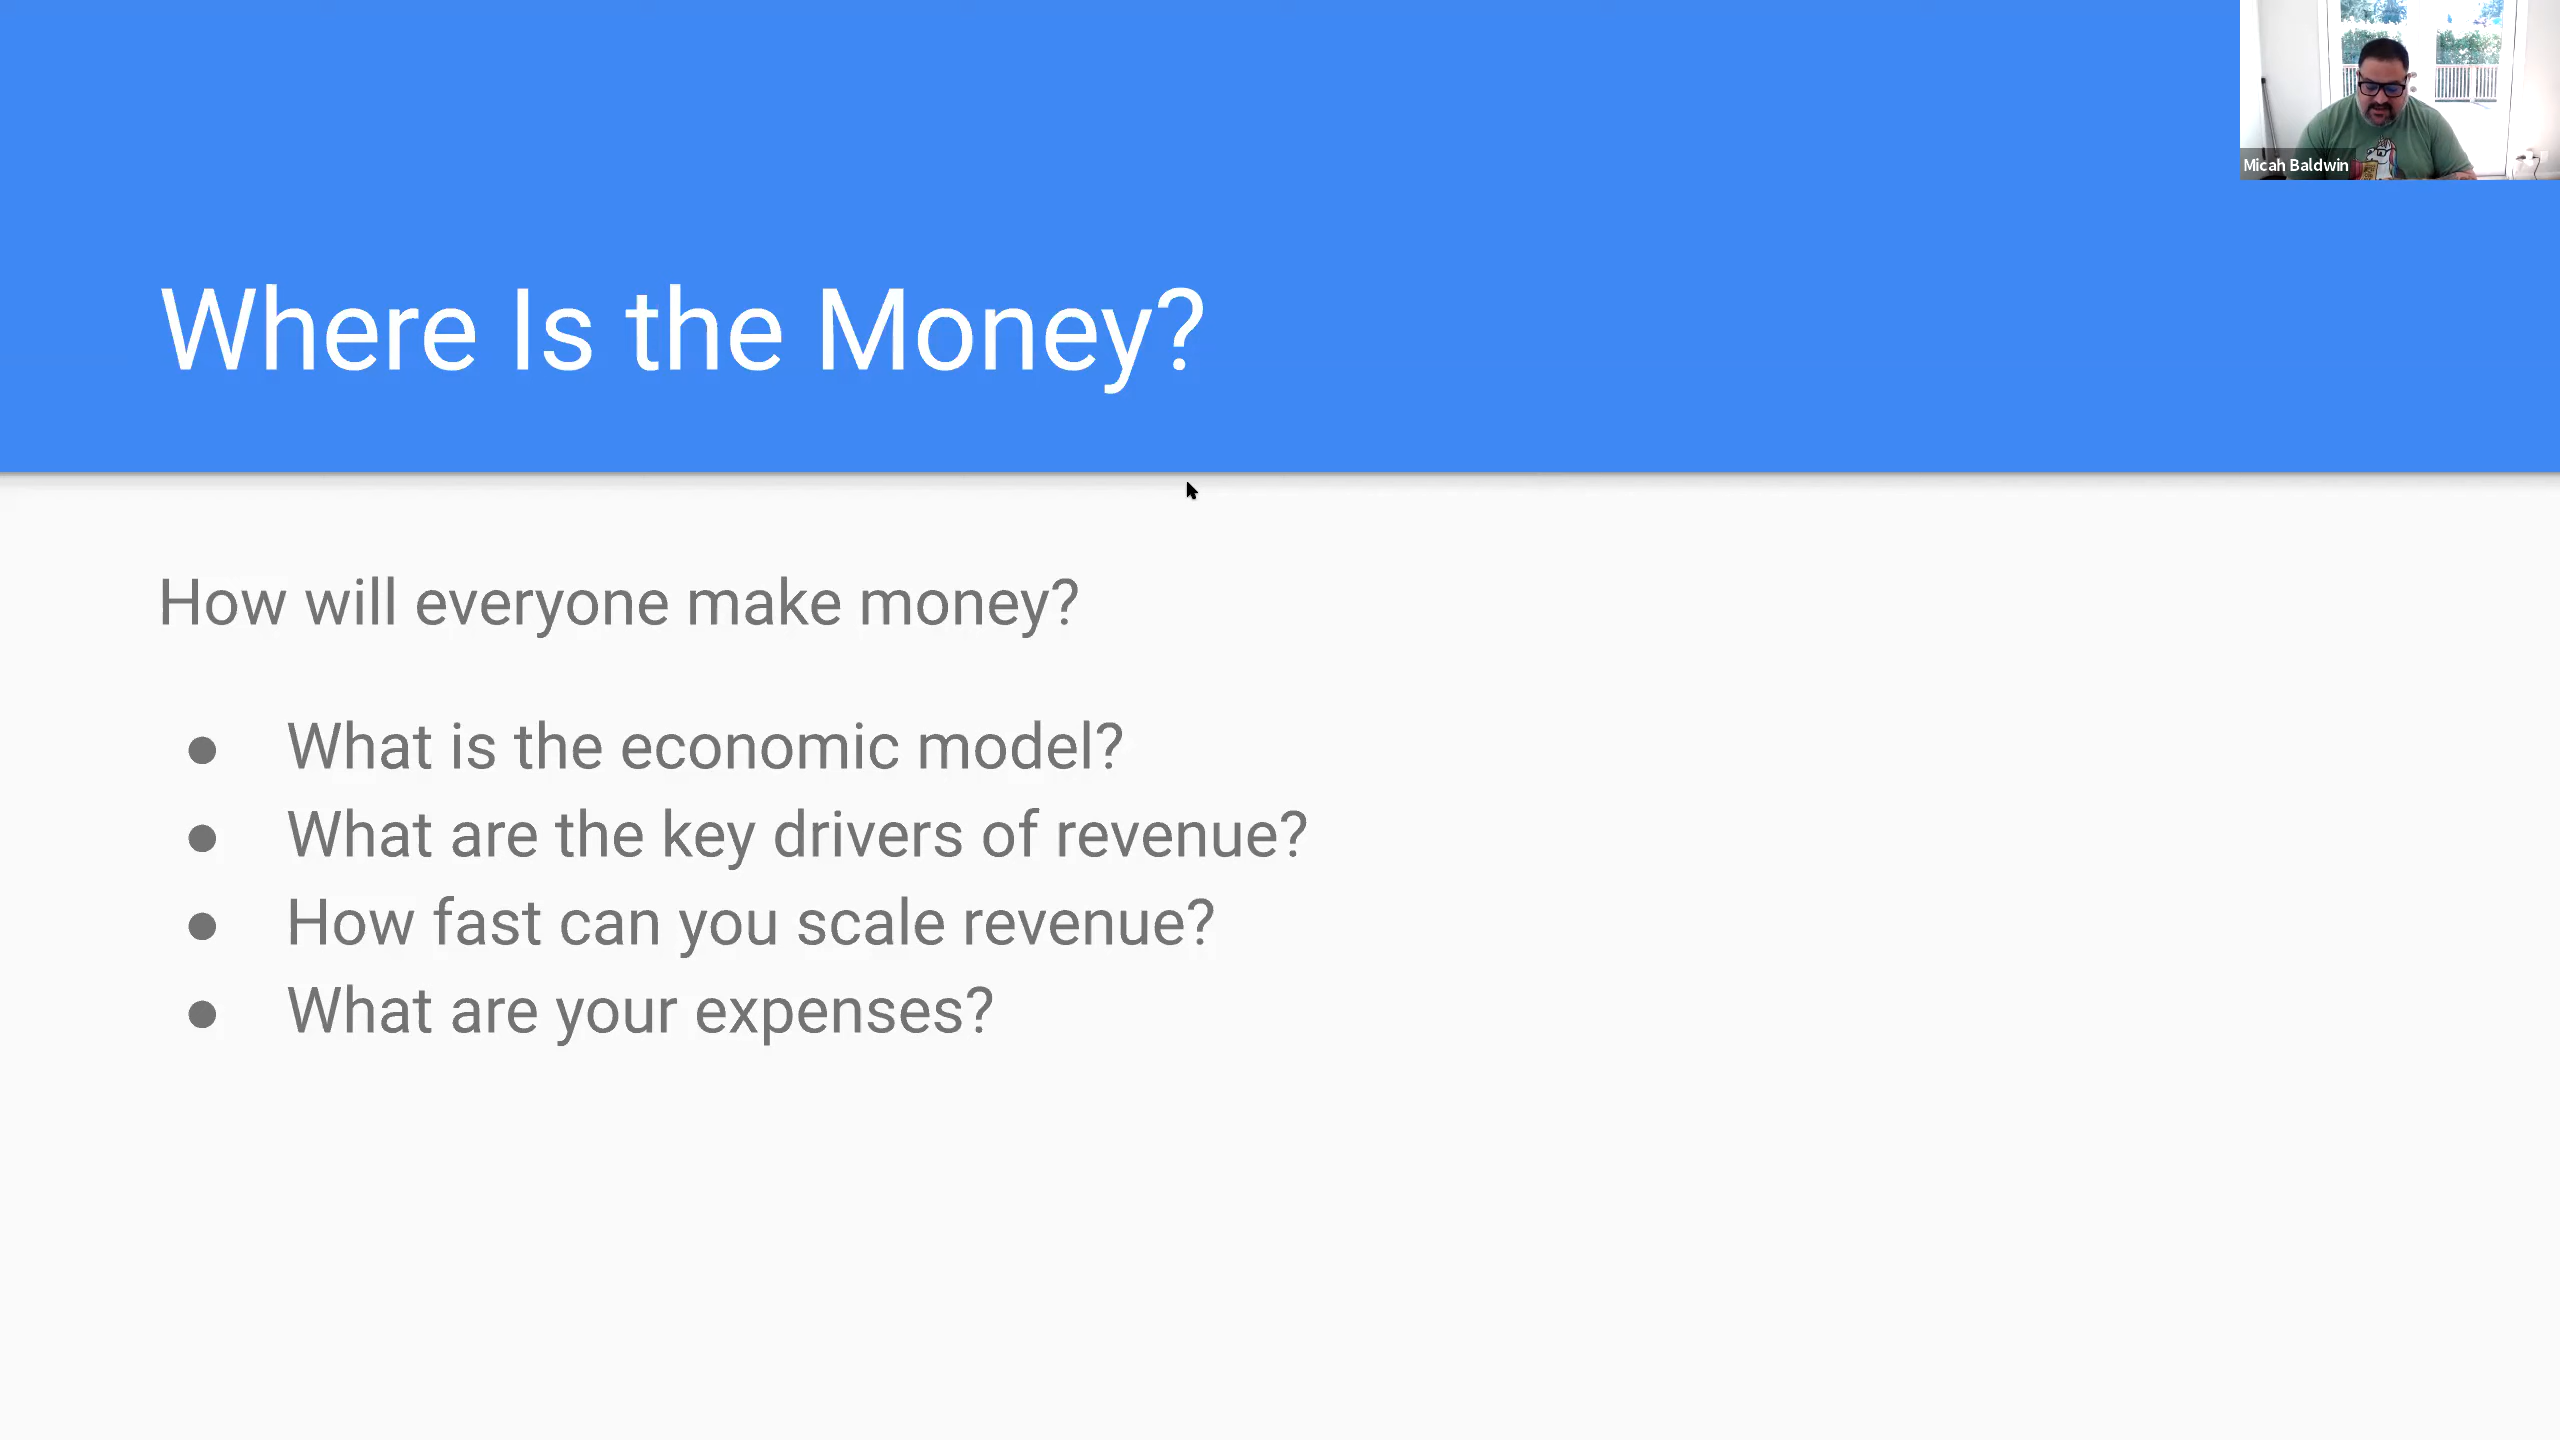 Where Is the Money?
Micah Baldwin
How will everyone make money?
● What is the economic model?
● What are the key drivers of revenue?
● How fast can you scale revenue?
● What are your expenses?